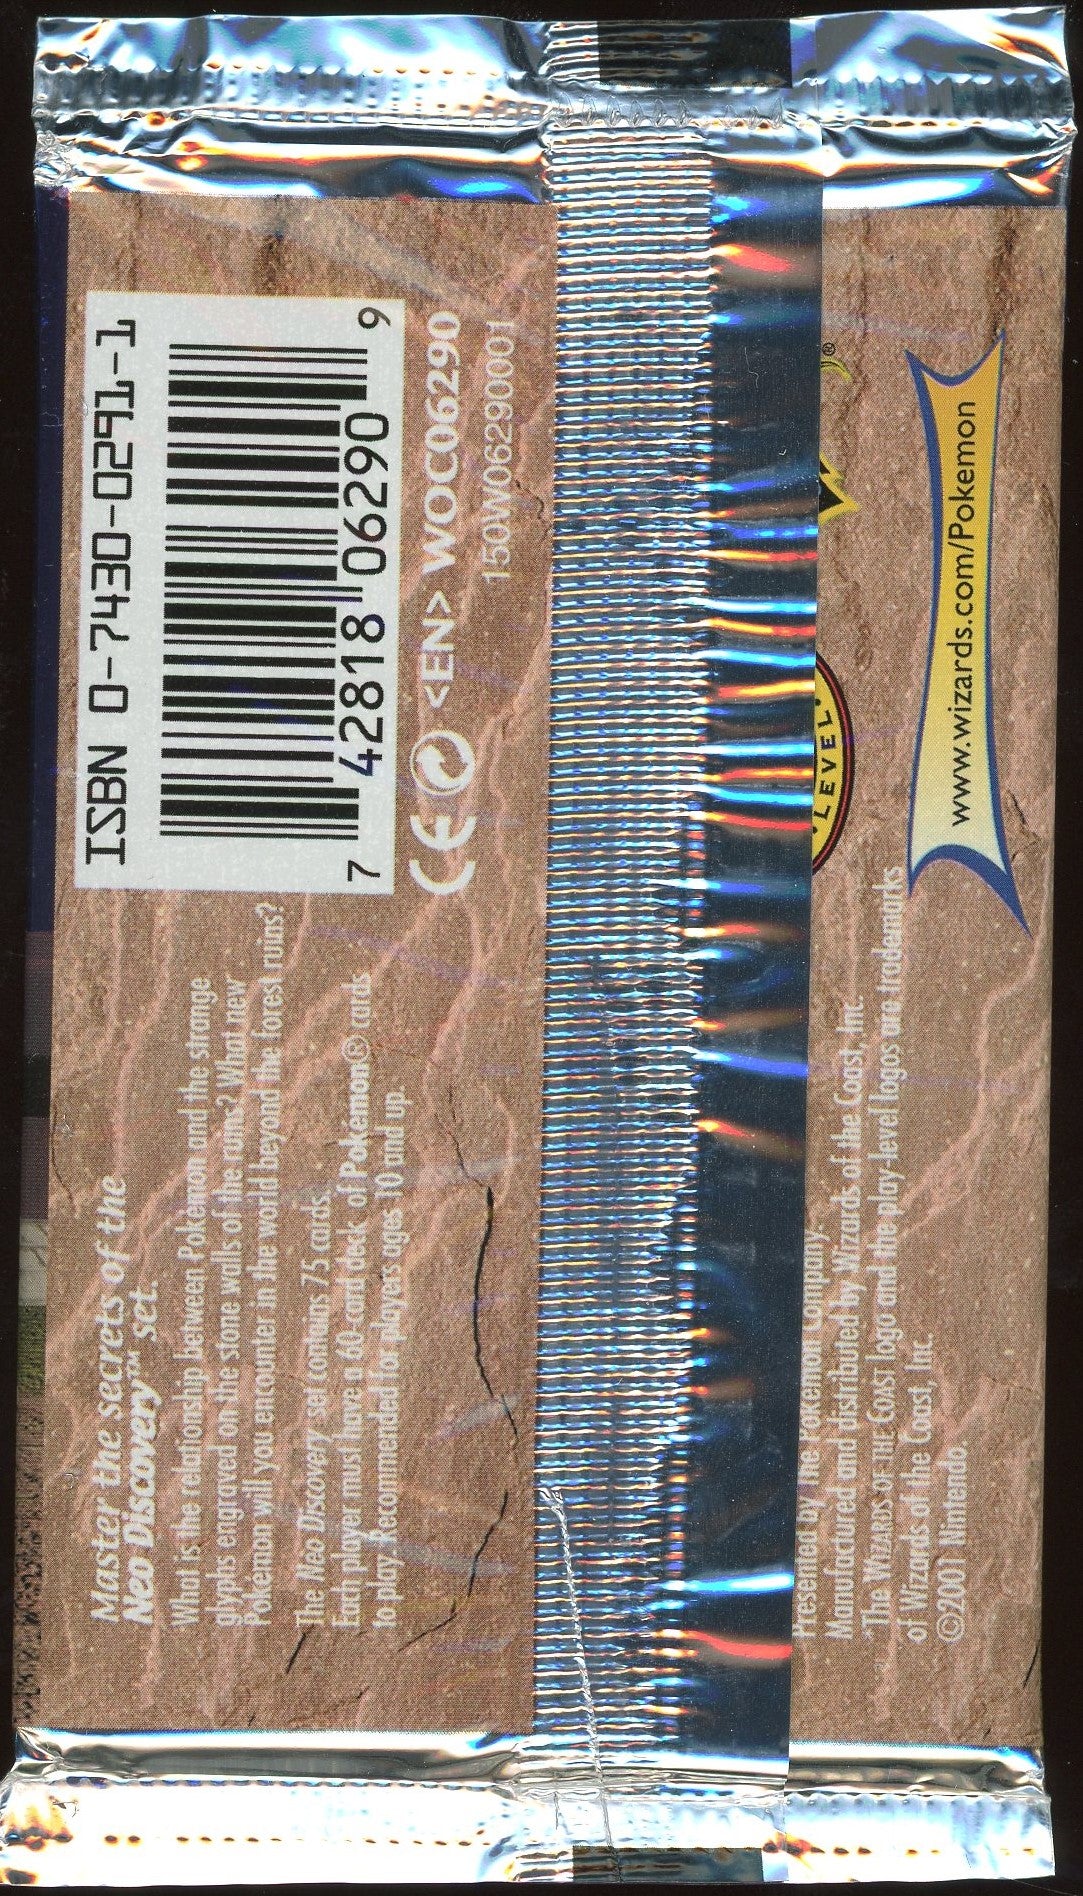 ISBN 0-7430-0291-1
7 42818 06290 9
CE <EN> WOC06290
150W06290001
Master the secrets of the
Neo Discovery™ set.
What is the relationship between Pokémon and the strange
glyphs engraved on the stone walls of the ruins? What new
Pokémon will you encounter in the world beyond the forest ruins?
The Neo Discovery set contains 75 cards.
Each player must have a 60-card deck of Pokémon® cards
to play. Recommended for players ages 10 and up.
®
LEVEL
www.wizards.com/Pokemon
Presented by the Pokémon Company.
Manufactured and distributed by Wizards of the Coast, Inc.
"The WIZARDS OF THE COAST logo and the play-level logos are trademarks
of Wizards of the Coast, Inc.
©2001 Nintendo.